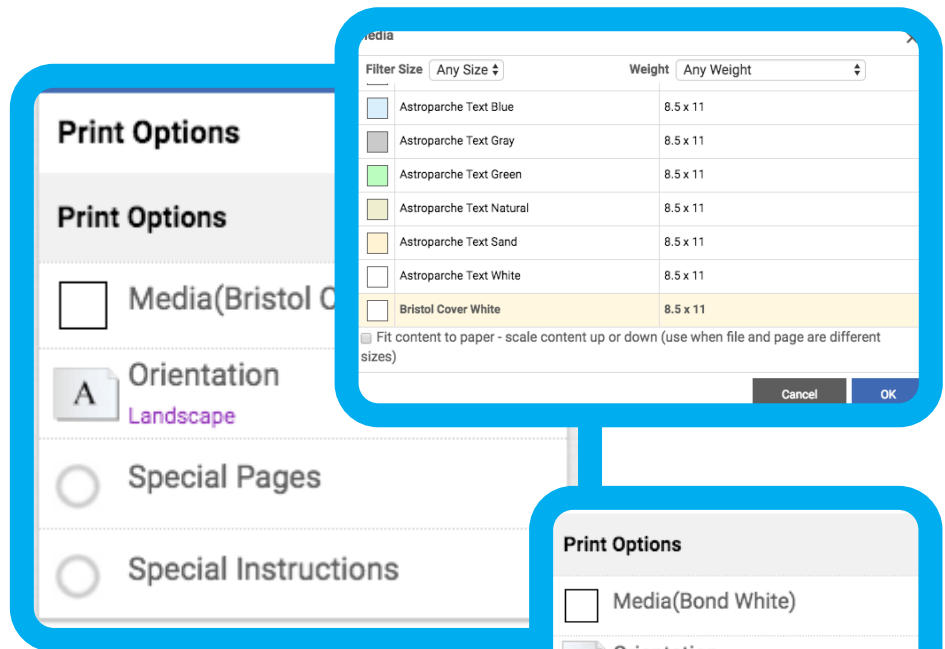 Print Options
Print Options
Media(Bristol
Orientation
A
Landscape
Special Pages
Special Instructions
Filter Size Any Size Weight Any Weight
Astroparche Text Blue 8.5 x 11
Astroparche Text Gray 8.5 x 11
Astroparche Text Green 8.5 x 11
Astroparche Text Natural 8.5 x 11
Astroparche Text Sand 8.5 x 11
Astroparche Text White 8.5 x 11
Bristol Cover White 8.5 x 11
Fit content to paper - scale content up or down (use when file and page are different
sizes)
Cancel OK
Print Options
Media(Bond White)